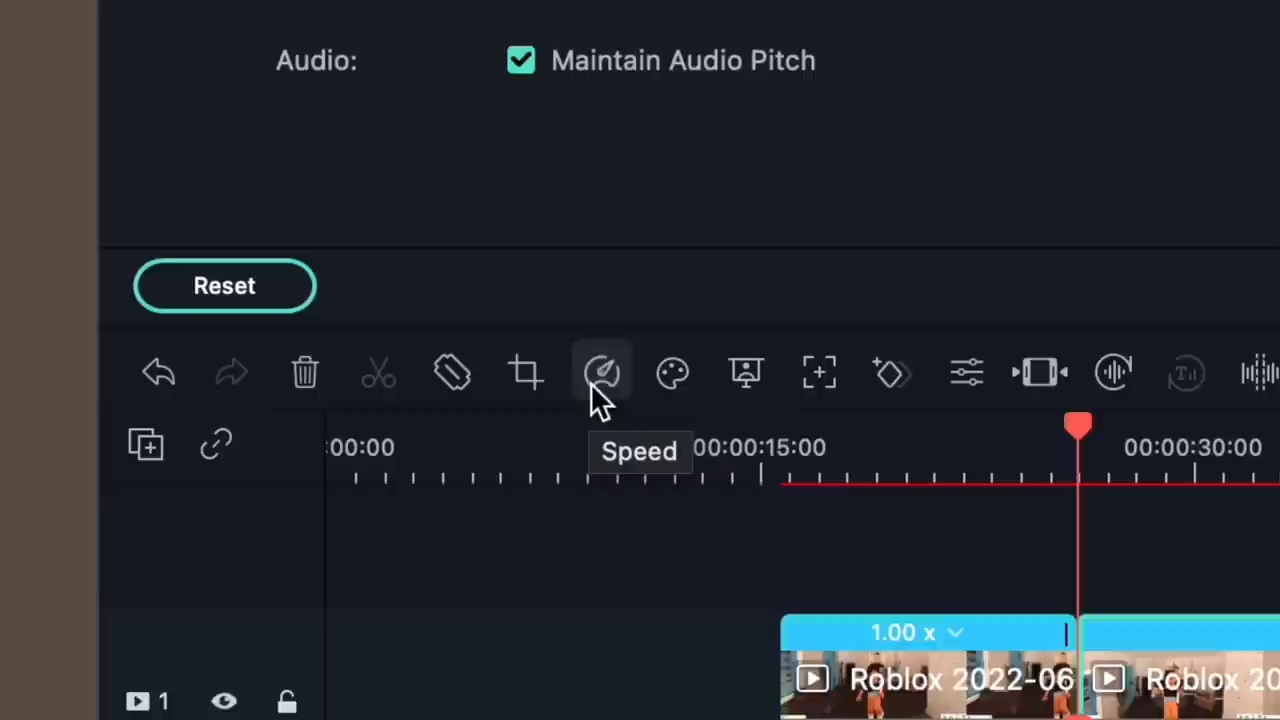 Audio:
Maintain Audio Pitch
Reset
:00:00
Speed
00:00:15:00
00:00:30:00
1.00 x
1
Roblox 2022-06
Roblox 20